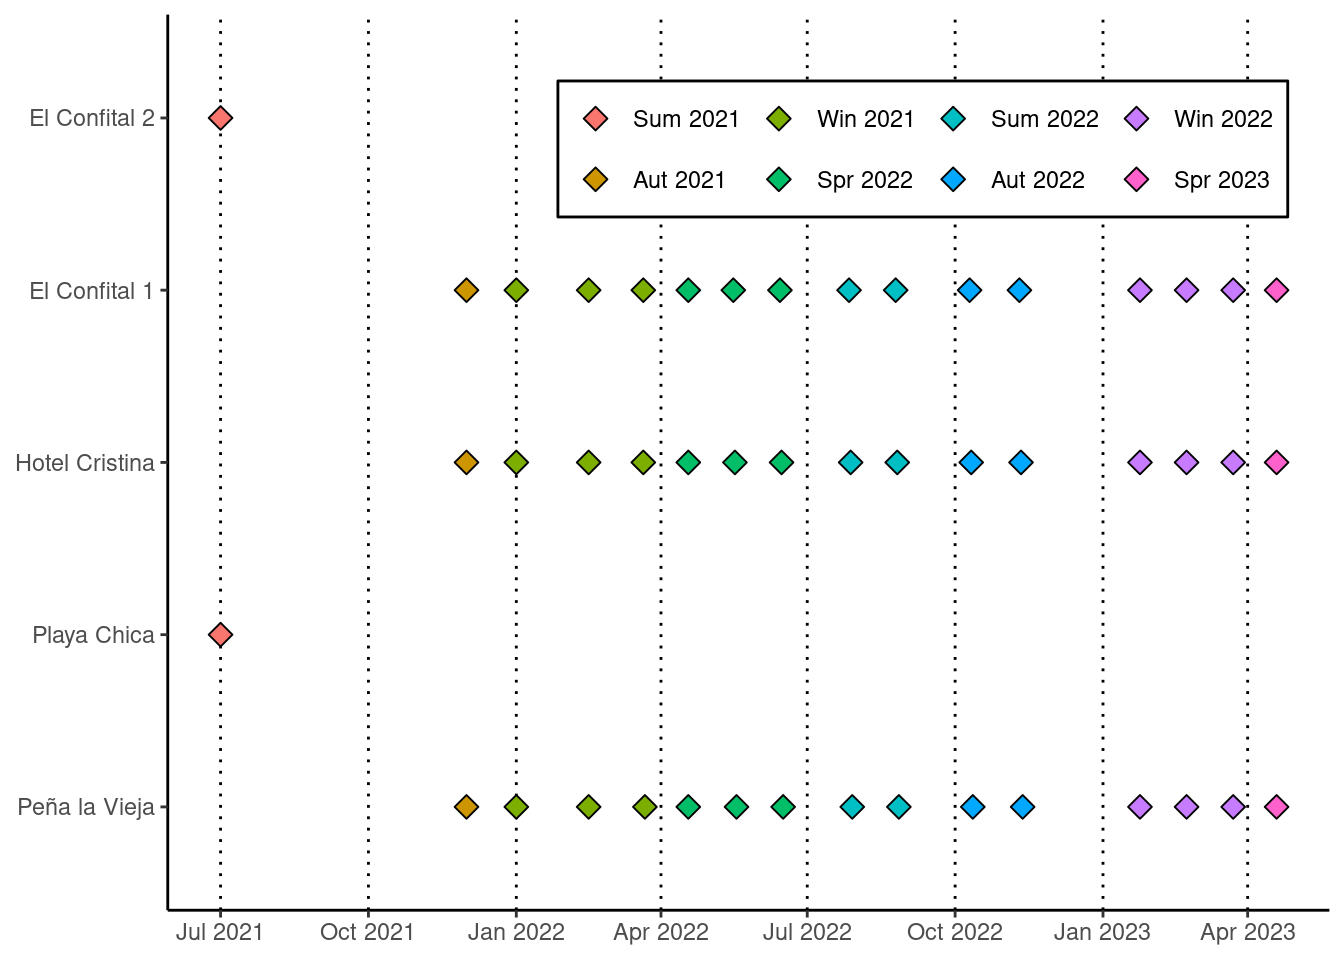 El Confital 2
El Confital 1
Hotel Cristina
Playa Chica
Peña la Vieja
Sum 2021 Win 2021 Sum 2022 Win 2022
Aut 2021 Spr 2022 Aut 2022 Spr 2023
Jul 2021 Oct 2021 Jan 2022 Apr 2022 Jul 2022 Oct 2022 Jan 2023 Apr 2023